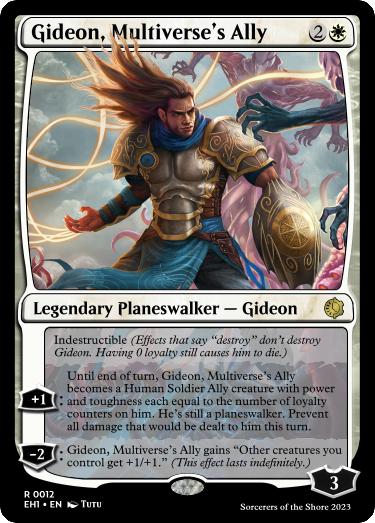 Gideon, Multiverse's Ally 2
Legendary Planeswalker — Gideon
Indestructible (Effects that say "destroy" don't destroy
Gideon. Having 0 loyalty still causes him to die.)
+1: Until end of turn, Gideon, Multiverse's Ally
becomes a Human Soldier Ally creature with power
and toughness each equal to the number of loyalty
counters on him. He's still a planeswalker. Prevent
all damage that would be dealt to him this turn.
-2: Gideon, Multiverse's Ally gains "Other creatures you
control get +1/+1." (This effect lasts indefinitely.)
3
R 0012
EH1 • EN Tutu
Sorcerers of the Shore 2023